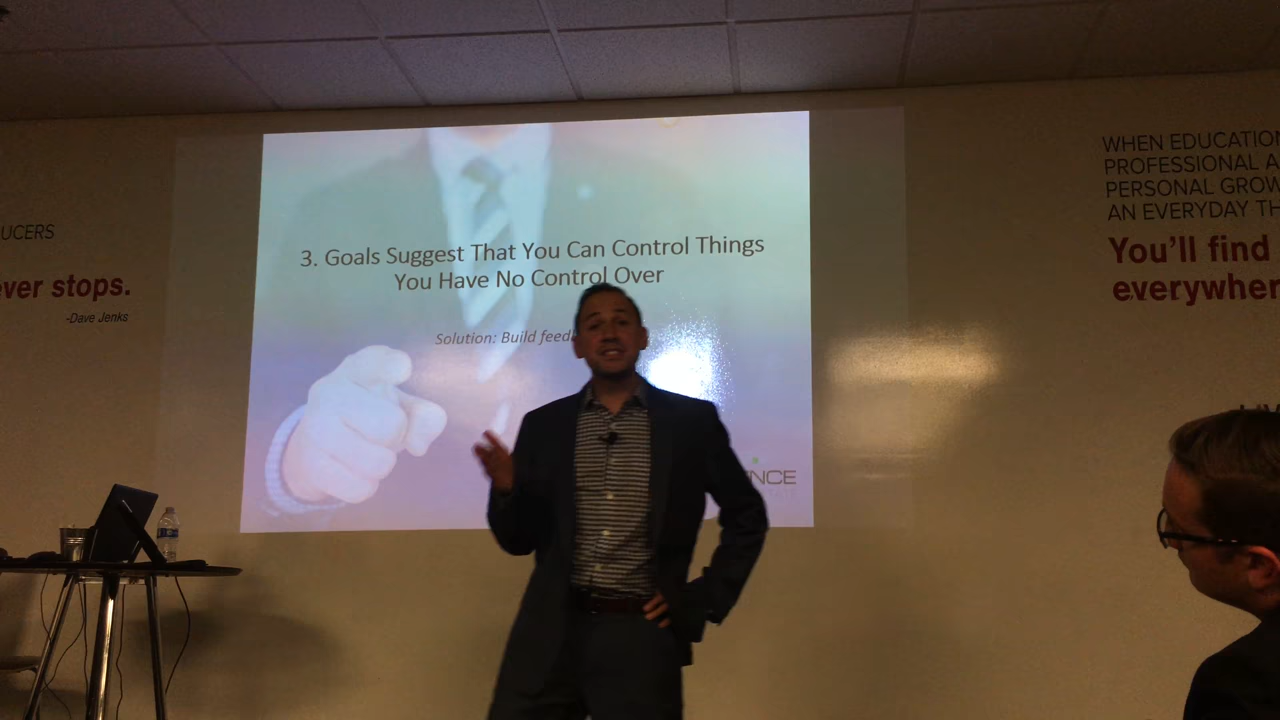 UCERS
ever stops.
-Dave Jenks
3. Goals Suggest That You Can Control Things
You Have No Control Over
Solution: Build feed
NCE
WHEN EDUCATION
PROFESSIONAL A
PERSONAL GROW
AN EVERYDAY TH
You'll find
everywher